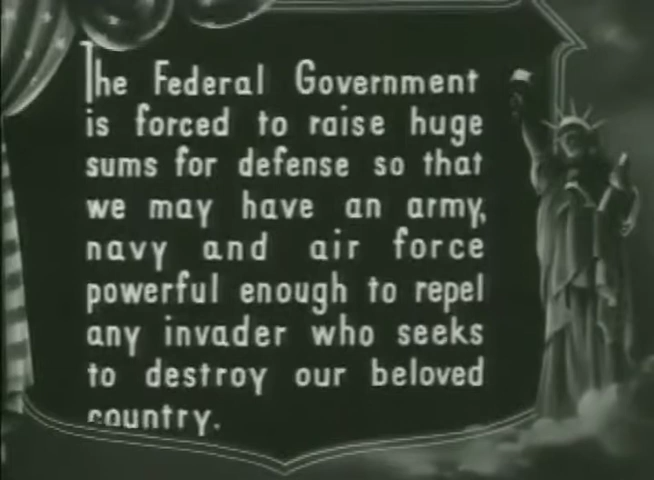 The Federal Government
is forced to raise huge
sums for defense so that
we may have an army,
navy and air force
powerful enough to repel
any invader who seeks
to destroy our beloved
country.